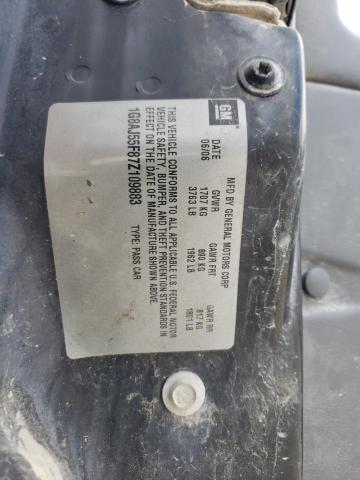 GM
MFD BY GENERAL MOTORS CORP
DATE GVWR GAWR FRT GAWR RR
06/06 1707 KG 890 KG 817 KG
3763 LB 1962 LB 1801 LB
THIS VEHICLE CONFORMS TO ALL APPLICABLE U.S. FEDERAL MOTOR
VEHICLE SAFETY, BUMPER, AND THEFT PREVENTION STANDARDS IN
EFFECT ON THE DATE OF MANUFACTURE SHOWN ABOVE.
1G8AJ55F87Z109883 TYPE: PASS CAR